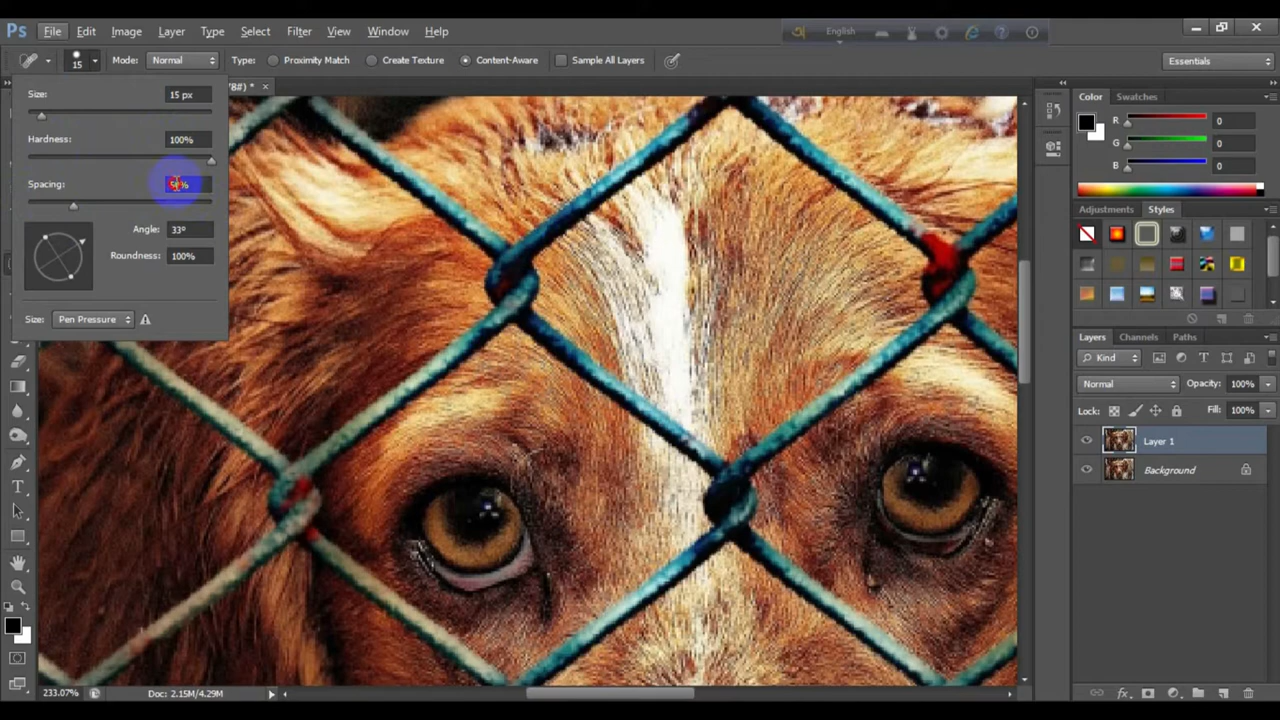 Ps File Edit Image Layer Type Select Filter View Window Help
English
15 Mode: Normal Type: Proximity Match Create Texture Content-Aware Sample All Layers Essentials
8#) * ×
Size: 15 px
Hardness: 100%
Spacing:
Angle: 33°
Roundness: 100%
Size: Pen Pressure
Color Swatches
R 0
G 0
B 0
Adjustments Styles
Layers Channels Paths
Kind
Normal Opacity: 100%
Lock: Fill: 100%
Layer 1
Background
233.07% Doc: 2.15M/4.29M